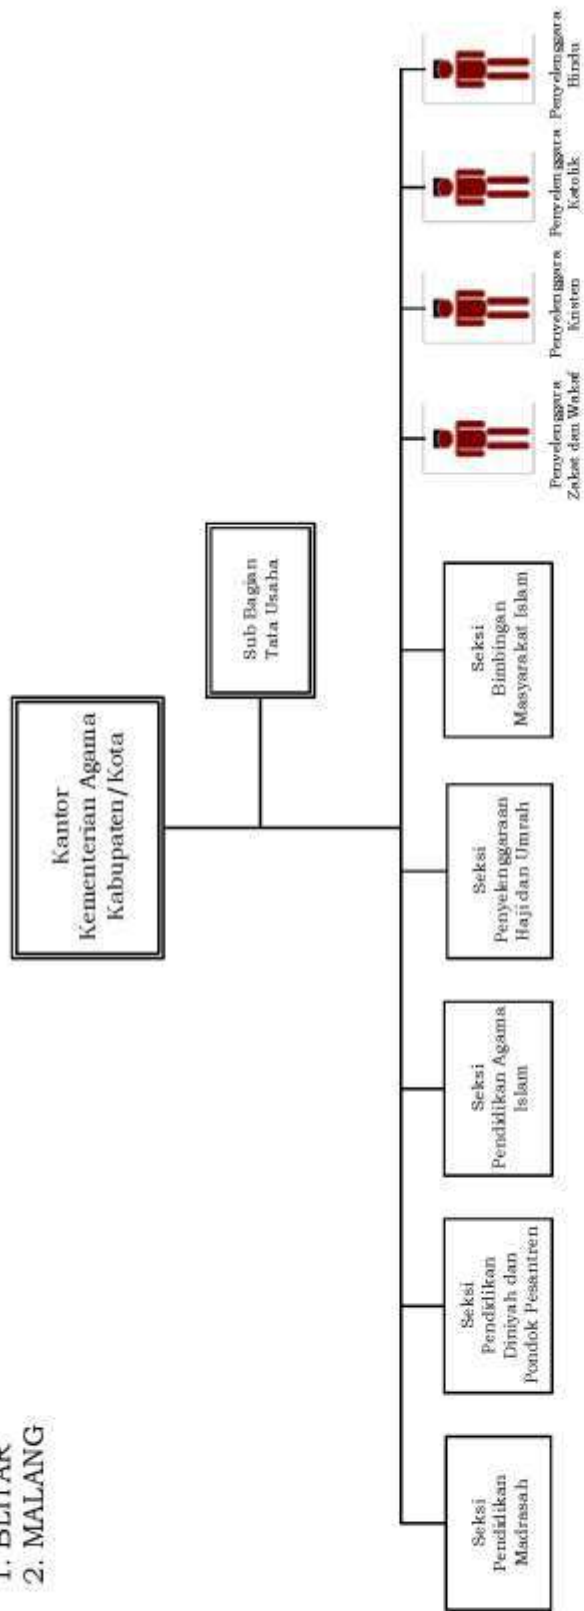 1. BLITAR
2. MALANG
Kantor
Kementerian Agama
Kabupaten/Kota
Sub Bagian
Tata Usaha
Seksi
Pendidikan
Madrasah
Seksi
Pendidikan
Diniyah dan
Pondok Pesantren
Seksi
Pendidikan Agama
Islam
Seksi
Penyelenggaraan
Haji dan Umrah
Seksi
Bimbingan
Masyarakat Islam
Penyelenggara
Zakat dan Wakaf
Penyelenggara
Kristen
Penyelenggara
Katolik
Penyelenggara
Hindu